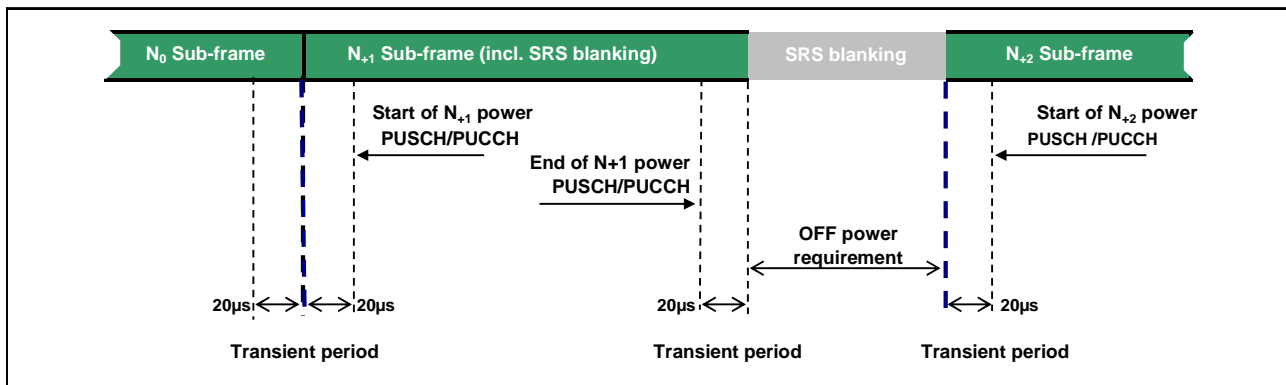 N₀ Sub-frame
N₊₁ Sub-frame (incl. SRS blanking)
SRS blanking
N₊₂ Sub-frame
Start of N₊₁ power
PUSCH/PUCCH
End of N+1 power
PUSCH/PUCCH
Start of N₊₂ power
PUSCH /PUCCH
OFF power
requirement
20µs
20µs
20µs
20µs
Transient period
Transient period
Transient period